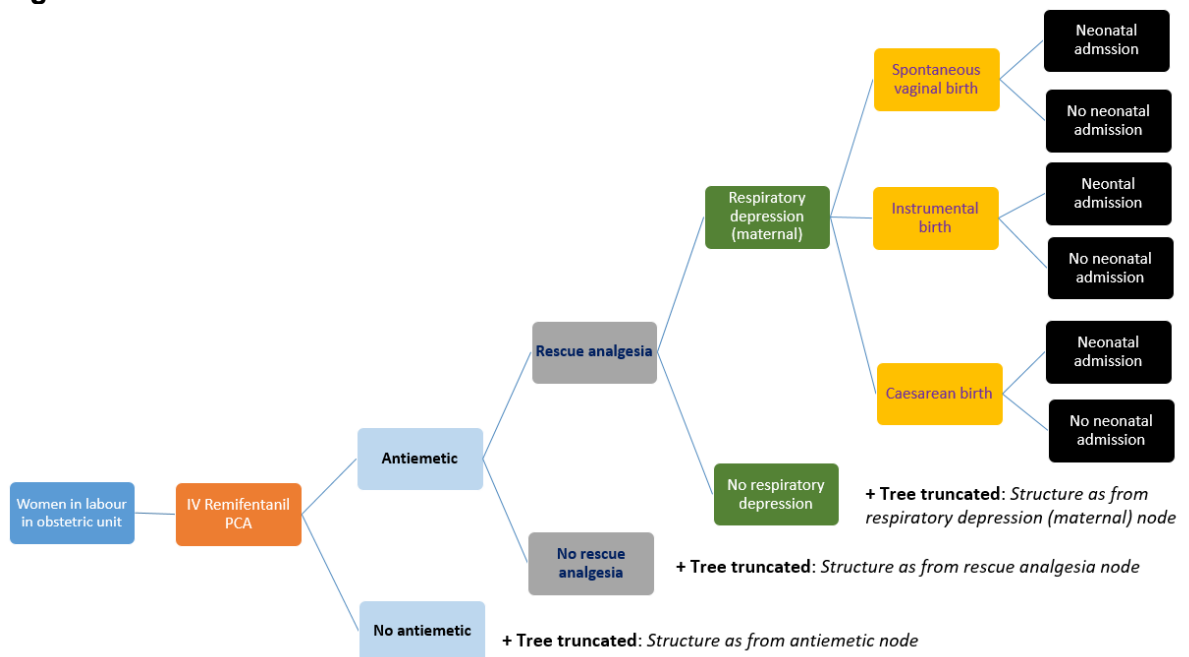 Women in labour
in obstetric unit
IV Remifentanil
PCA
Antiemetic
No antiemetic
+ Tree truncated: Structure as from antiemetic node
Rescue analgesia
No rescue
analgesia
+ Tree truncated: Structure as from rescue analgesia node
Respiratory
depression
(maternal)
No respiratory
depression
+ Tree truncated: Structure as from
respiratory depression (maternal) node
Spontaneous
vaginal birth
Neonatal
admssion
No neonatal
admission
Instrumental
birth
Neontal
admission
No neonatal
admission
Caesarean birth
Neonatal
admission
No neonatal
admission